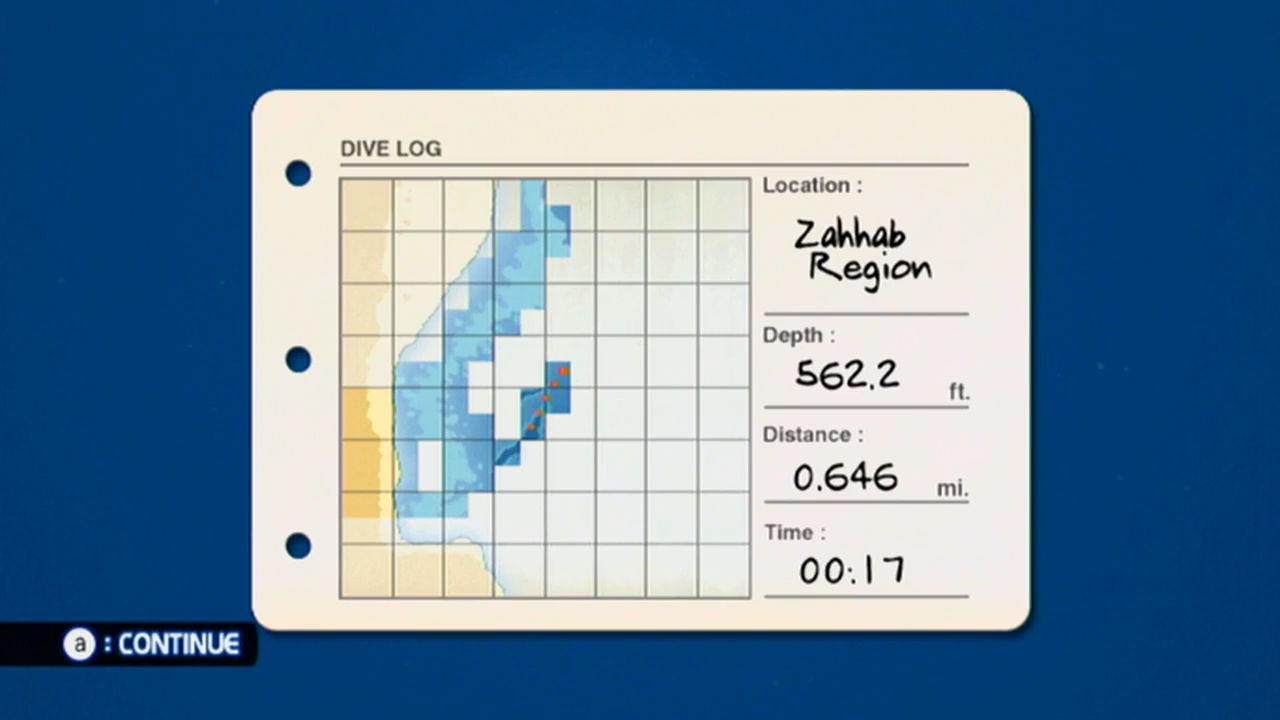 DIVE LOG
Location :
Zahhab
Region
Depth :
562.2 ft.
Distance :
0.646 mi.
Time :
00:17
a : CONTINUE